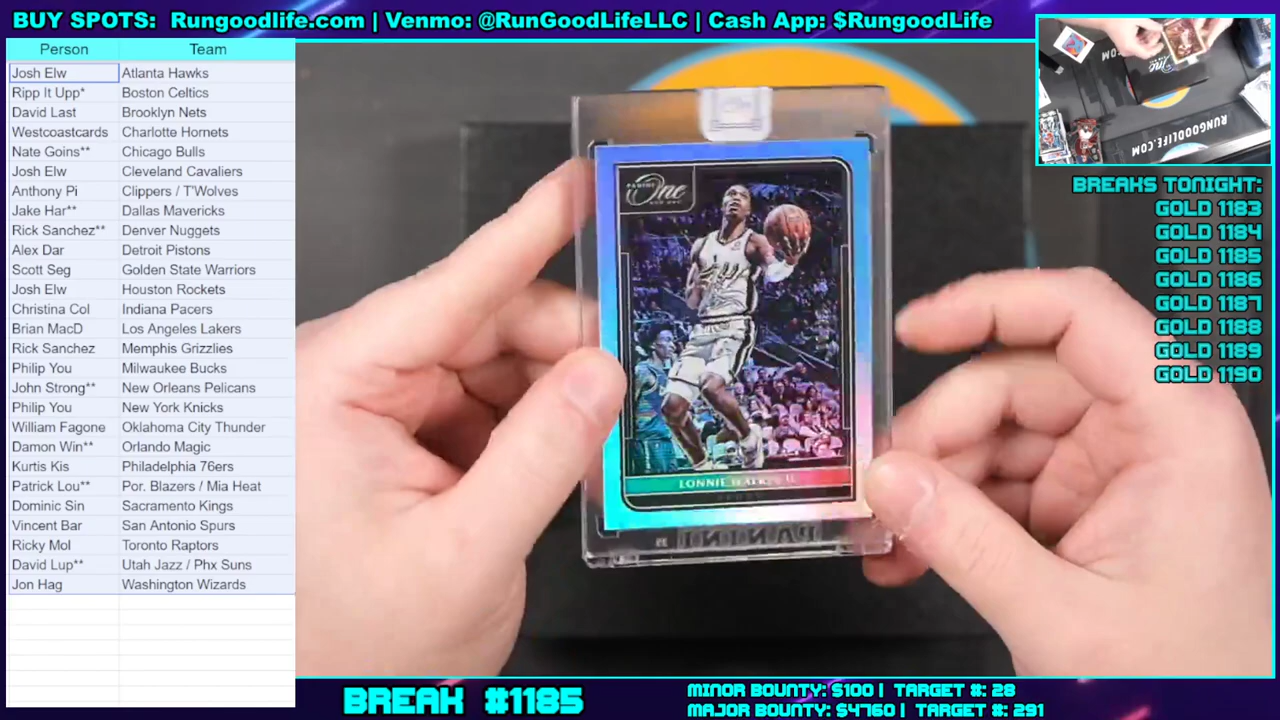 BUY SPOTS: Rungoodlife.com | Venmo: @RunGoodLifeLLC | Cash App: $RungoodLife
Person Team
Josh Elw Atlanta Hawks
Ripp It Upp* Boston Celtics
David Last Brooklyn Nets
Westcoastcards Charlotte Hornets
Nate Goins** Chicago Bulls
Josh Elw Cleveland Cavaliers
Anthony Pi Clippers / T'Wolves
Jake Har** Dallas Mavericks
Rick Sanchez** Denver Nuggets
Alex Dar Detroit Pistons
Scott Seg Golden State Warriors
Josh Elw Houston Rockets
Christina Col Indiana Pacers
Brian MacD Los Angeles Lakers
Rick Sanchez Memphis Grizzlies
Philip You Milwaukee Bucks
John Strong** New Orleans Pelicans
Philip You New York Knicks
William Fagone Oklahoma City Thunder
Damon Win** Orlando Magic
Kurtis Kis Philadelphia 76ers
Patrick Lou** Por. Blazers / Mia Heat
Dominic Sin Sacramento Kings
Vincent Bar San Antonio Spurs
Ricky Mol Toronto Raptors
David Lup** Utah Jazz / Phx Suns
Jon Hag Washington Wizards
PANINI
One
AND ONE
LONNIE WALKER IV
RUNGOODLIFE.COM
BREAKS TONIGHT:
GOLD 1183
GOLD 1184
GOLD 1185
GOLD 1186
GOLD 1187
GOLD 1188
GOLD 1189
GOLD 1190
BREAK #1185
MINOR BOUNTY: $100 | TARGET #: 28
MAJOR BOUNTY: $4760 | TARGET #: 291